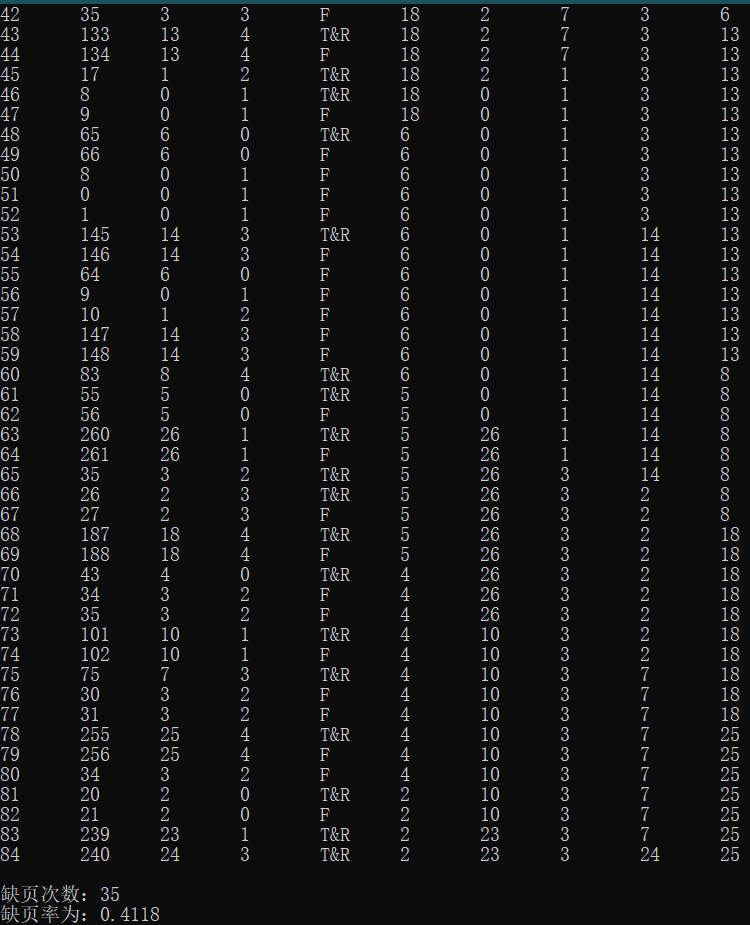 42 35 3 3 F 18 2 7 3 6
43 133 13 4 T&R 18 2 7 3 13
44 134 13 4 F 18 2 7 3 13
45 17 1 2 T&R 18 2 1 3 13
46 8 0 1 T&R 18 0 1 3 13
47 9 0 1 F 18 0 1 3 13
48 65 6 0 T&R 6 0 1 3 13
49 66 6 0 F 6 0 1 3 13
50 8 0 1 F 6 0 1 3 13
51 0 0 1 F 6 0 1 3 13
52 1 0 1 F 6 0 1 3 13
53 145 14 3 T&R 6 0 1 14 13
54 146 14 3 F 6 0 1 14 13
55 64 6 0 F 6 0 1 14 13
56 9 0 1 F 6 0 1 14 13
57 10 1 2 F 6 0 1 14 13
58 147 14 3 F 6 0 1 14 13
59 148 14 3 F 6 0 1 14 13
60 83 8 4 T&R 6 0 1 14 8
61 55 5 0 T&R 5 0 1 14 8
62 56 5 0 F 5 0 1 14 8
63 260 26 1 T&R 5 26 1 14 8
64 261 26 1 F 5 26 1 14 8
65 35 3 2 T&R 5 26 3 14 8
66 26 2 3 T&R 5 26 3 2 8
67 27 2 3 F 5 26 3 2 8
68 187 18 4 T&R 5 26 3 2 18
69 188 18 4 F 5 26 3 2 18
70 43 4 0 T&R 4 26 3 2 18
71 34 3 2 F 4 26 3 2 18
72 35 3 2 F 4 26 3 2 18
73 101 10 1 T&R 4 10 3 2 18
74 102 10 1 F 4 10 3 2 18
75 75 7 3 T&R 4 10 3 7 18
76 30 3 2 F 4 10 3 7 18
77 31 3 2 F 4 10 3 7 18
78 255 25 4 T&R 4 10 3 7 25
79 256 25 4 F 4 10 3 7 25
80 34 3 2 F 4 10 3 7 25
81 20 2 0 T&R 2 10 3 7 25
82 21 2 0 F 2 10 3 7 25
83 239 23 1 T&R 2 23 3 7 25
84 240 24 3 T&R 2 23 3 24 25
缺页次数：35
缺页率为：0.4118